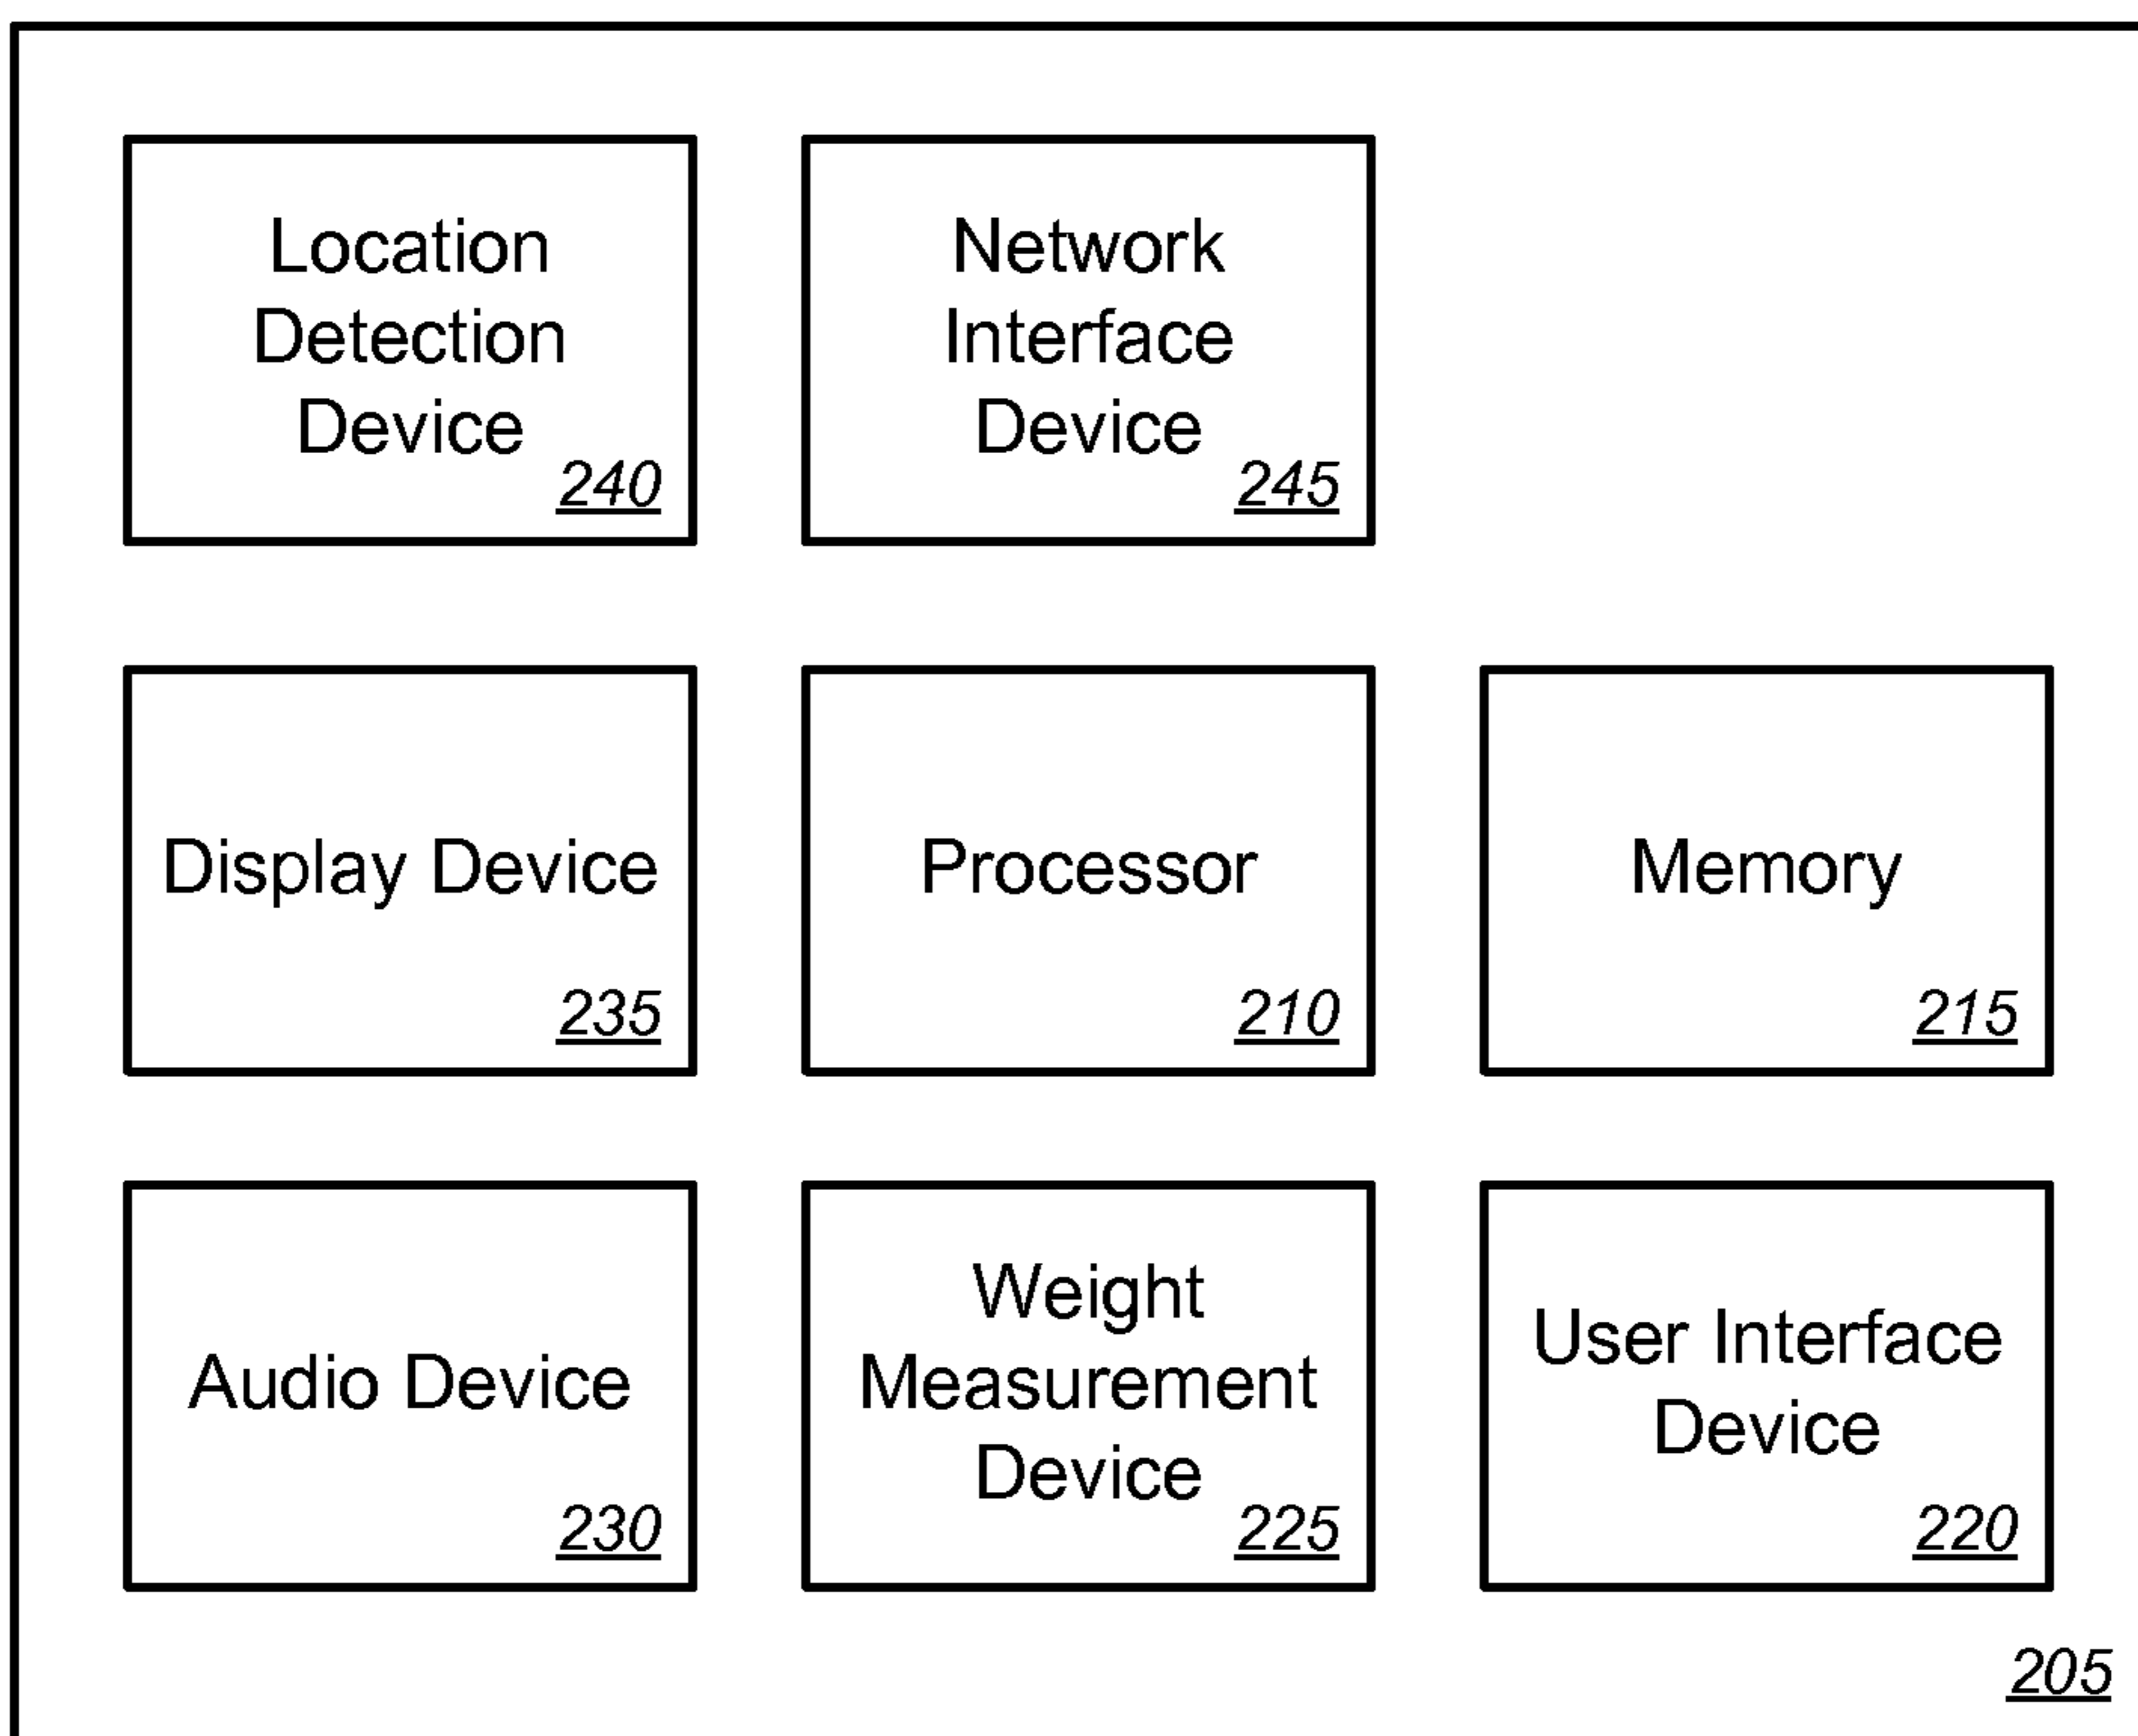 Location
Detection
Device
240
Network
Interface
Device
245
Display Device
235
Processor
210
Memory
215
Audio Device
230
Weight
Measurement
Device
225
User Interface
Device
220
205